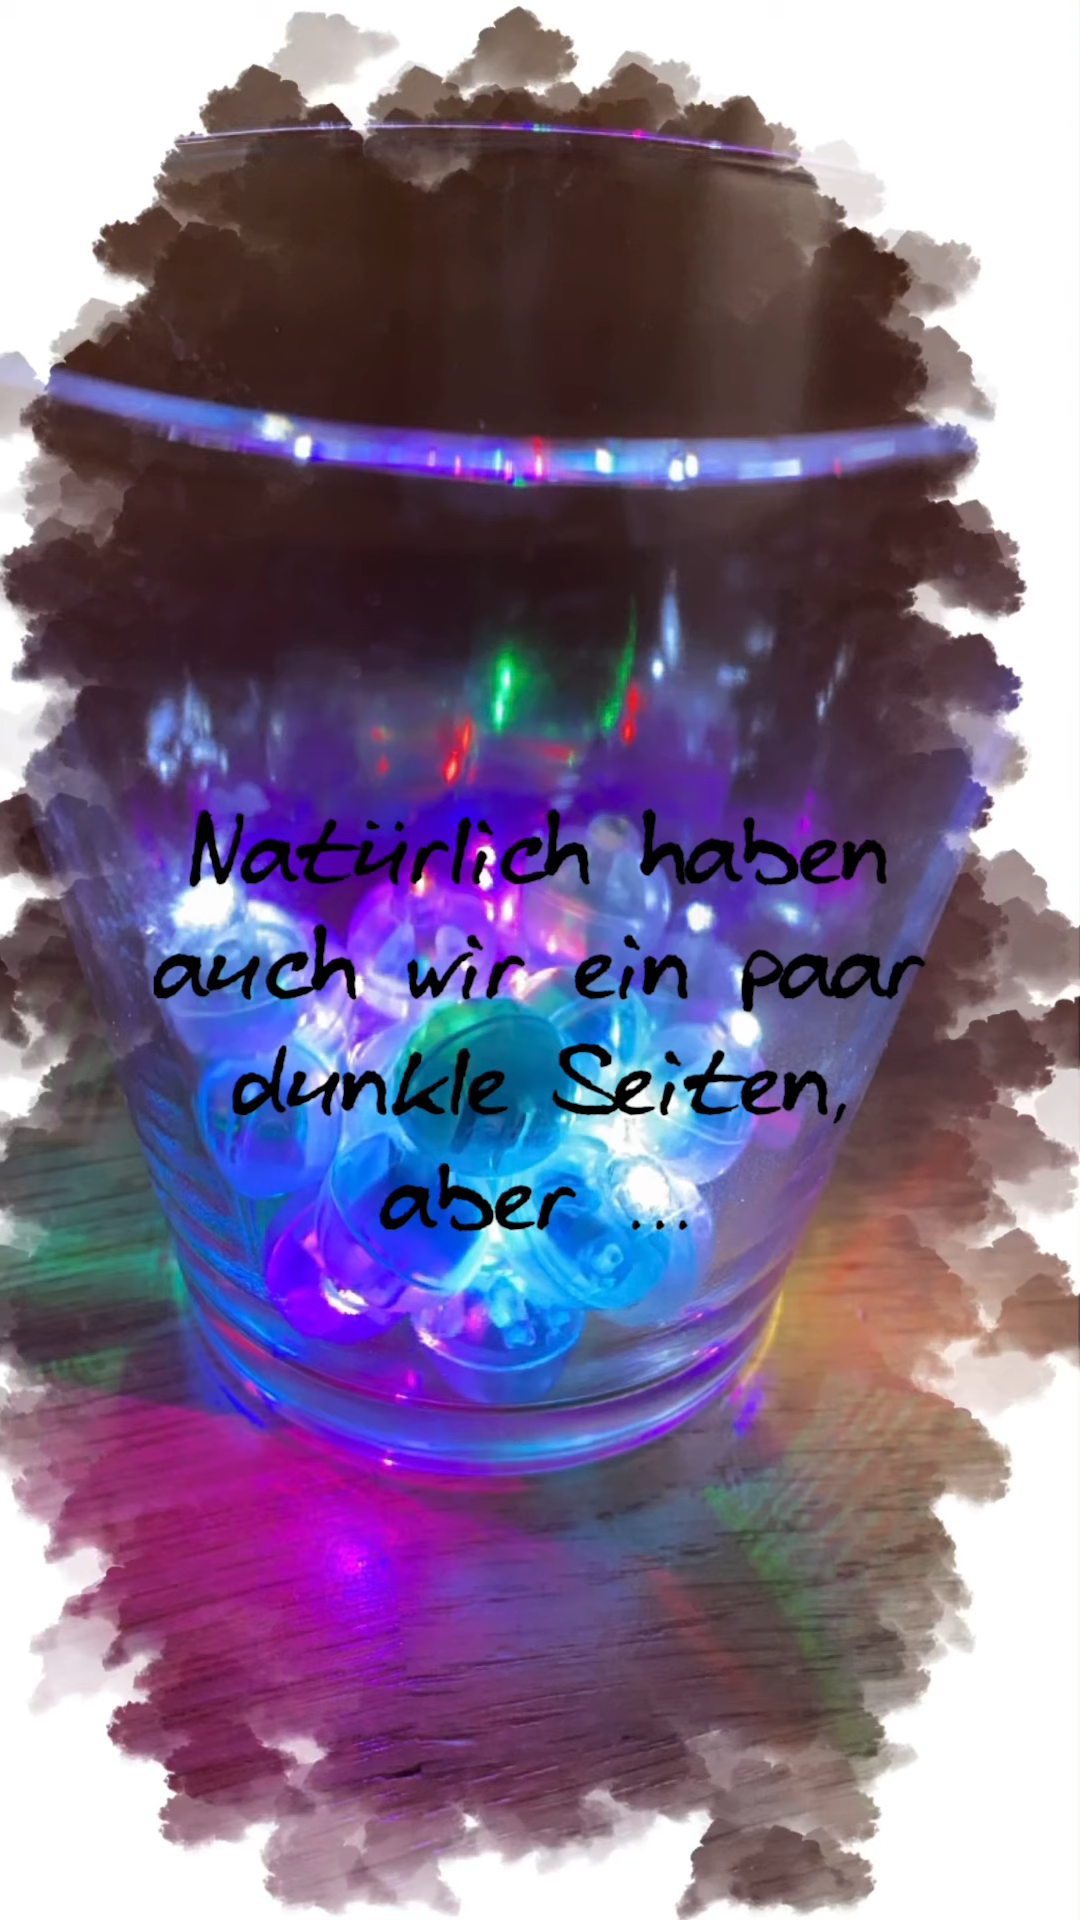 Natürlich haben
auch wir ein paar
dunkle Seiten,
aber ...